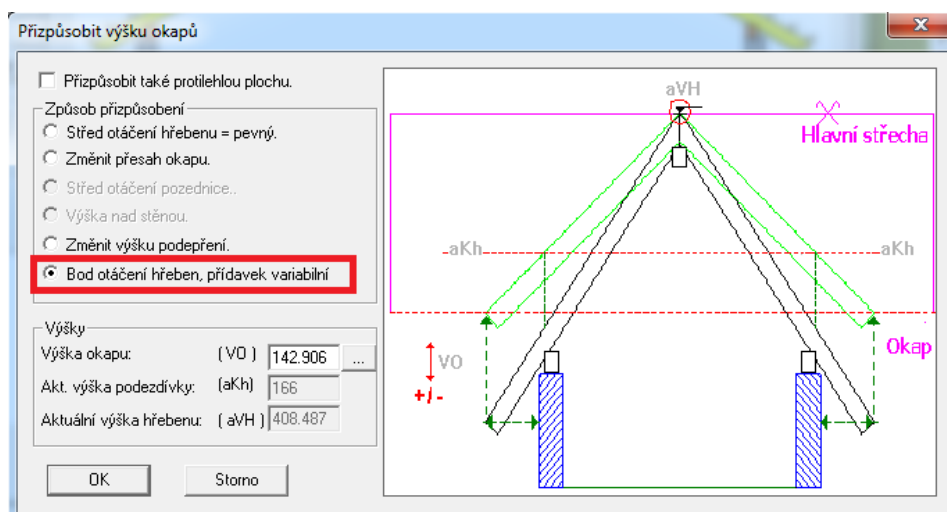 Přizpůsobit výšku okapů
Přizpůsobit také protilehlou plochu.
Způsob přizpůsobení
Střed otáčení hřebenu = pevný.
Změnit přesah okapu.
Střed otáčení pozednice..
Výška nad stěnou.
Změnit výšku podepření.
Bod otáčení hřeben, přídavek variabilní
Výšky
Výška okapu: (VO) 142.906 ...
Akt. výška podezdívky: (aKh) 166
Aktuální výška hřebenu: (aVH) 408.487
OK Storno
aVH
Hlavní střecha
aKh aKh
Okap
VO
+/-